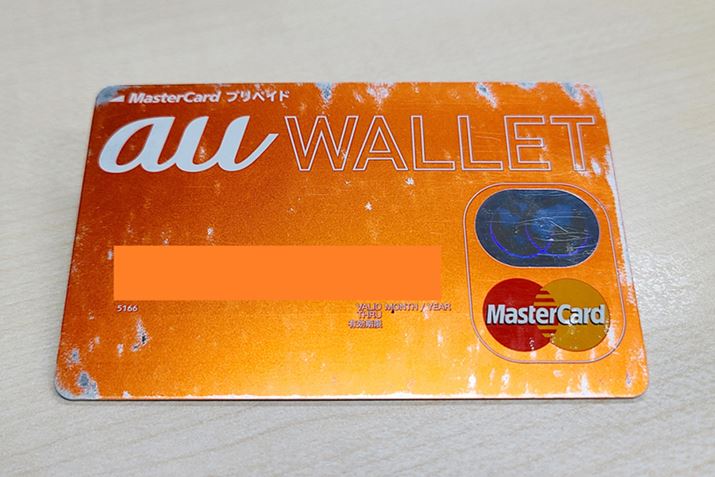 MasterCard プリペイド
au WALLET
5166
VALID MONTH / YEAR
THRU
有効期限
MasterCard